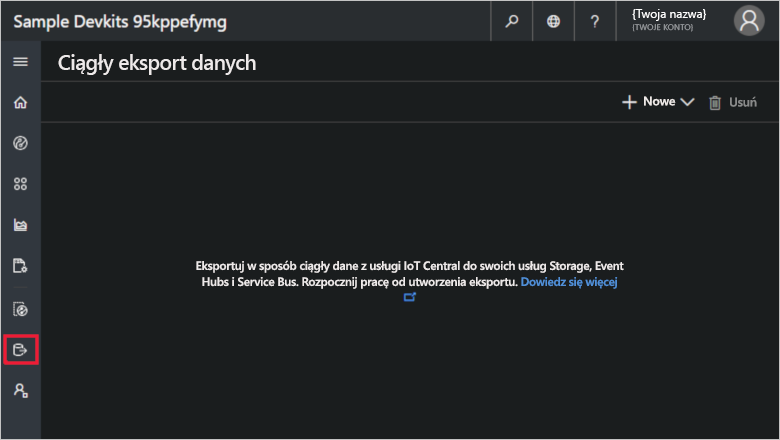 Sample Devkits 95kppefymg
?
{Twoja nazwa}
{TWOJE KONTO}
Ciągły eksport danych
Nowe
Usuń
Eksportuj w sposób ciągły dane z usługi IoT Central do swoich usług Storage, Event
Hubs i Service Bus. Rozpocznij pracę od utworzenia eksportu. Dowiedz się więcej